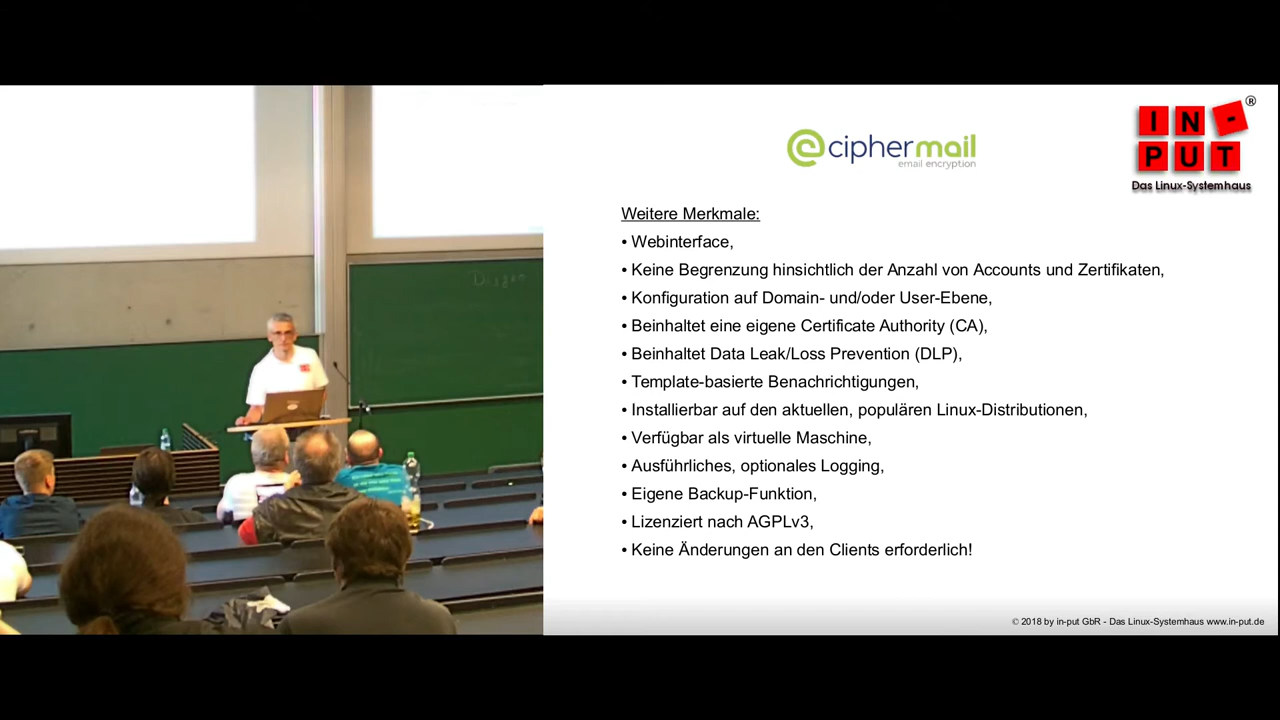 ciphermail
email encryption
IN-
PUT
®
Das Linux-Systemhaus
Weitere Merkmale:
• Webinterface,
• Keine Begrenzung hinsichtlich der Anzahl von Accounts und Zertifikaten,
• Konfiguration auf Domain- und/oder User-Ebene,
• Beinhaltet eine eigene Certificate Authority (CA),
• Beinhaltet Data Leak/Loss Prevention (DLP),
• Template-basierte Benachrichtigungen,
• Installierbar auf den aktuellen, populären Linux-Distributionen,
• Verfügbar als virtuelle Maschine,
• Ausführliches, optionales Logging,
• Eigene Backup-Funktion,
• Lizenziert nach AGPLv3,
• Keine Änderungen an den Clients erforderlich!
© 2018 by in-put GbR - Das Linux-Systemhaus www.in-put.de